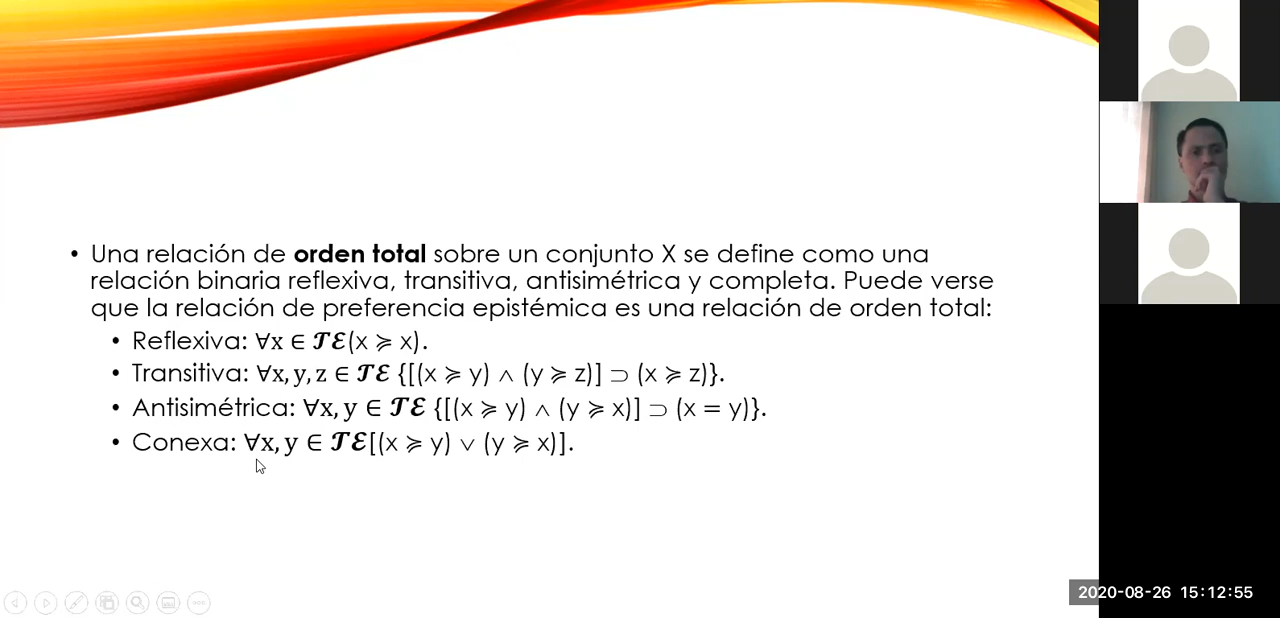 • Una relación de orden total sobre un conjunto X se define como una
relación binaria reflexiva, transitiva, antisimétrica y completa. Puede verse
que la relación de preferencia epistémica es una relación de orden total:
• Reflexiva: ∀x ∈ 𝓣𝓔(x ≽ x).
• Transitiva: ∀x, y, z ∈ 𝓣𝓔 {[(x ≽ y) ∧ (y ≽ z)] ⊃ (x ≽ z)}.
• Antisimétrica: ∀x, y ∈ 𝓣𝓔 {[(x ≽ y) ∧ (y ≽ x)] ⊃ (x = y)}.
• Conexa: ∀x, y ∈ 𝓣𝓔[(x ≽ y) ∨ (y ≽ x)].
2020-08-26 15:12:55